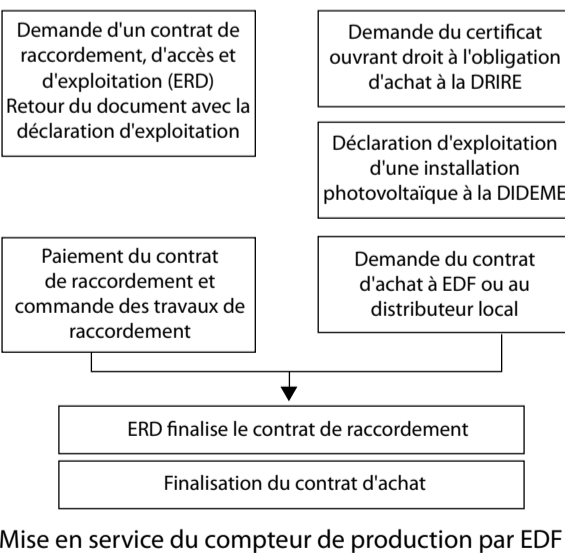 Demande d'un contrat de
raccordement, d'accès et
d'exploitation (ERD)
Retour du document avec la
déclaration d'exploitation
Demande du certificat
ouvrant droit à l'obligation
d'achat à la DRIRE
Déclaration d'exploitation
d'une installation
photovoltaïque à la DIDEME
Paiement du contrat
de raccordement et
commande des travaux de
raccordement
Demande du contrat
d'achat à EDF ou au
distributeur local
ERD finalise le contrat de raccordement
Finalisation du contrat d'achat
Mise en service du compteur de production par EDF